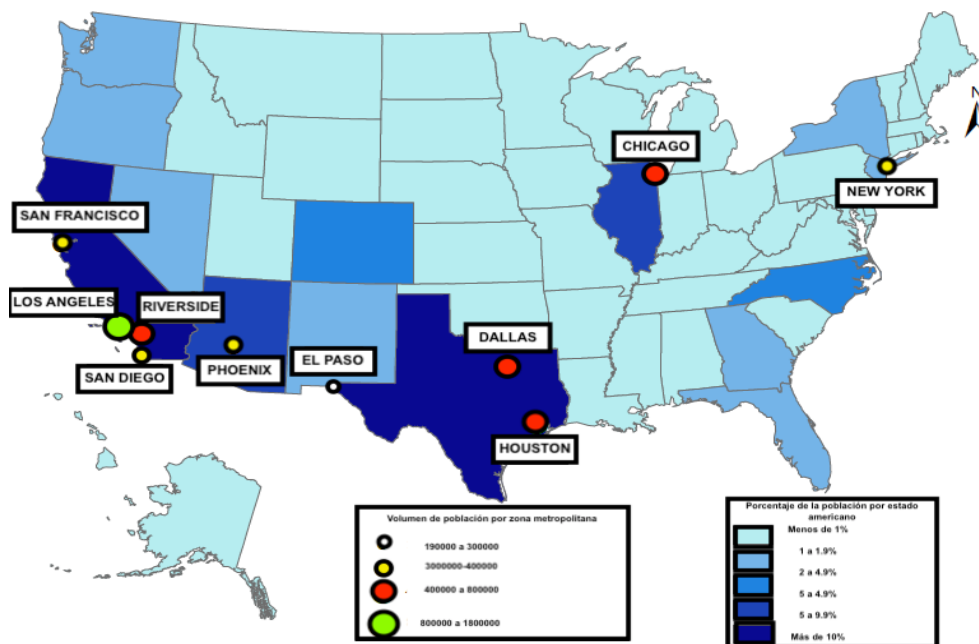 N
CHICAGO
NEW YORK
SAN FRANCISCO
LOS ANGELES
RIVERSIDE
SAN DIEGO
PHOENIX
EL PASO
DALLAS
HOUSTON
Volumen de población por zona metropolitana
190000 a 300000
3000000-400000
400000 a 800000
800000 a 1800000
Porcentaje de la población por estado
americano
Menos de 1%
1 a 1.9%
2 a 4.9%
5 a 4.9%
5 a 9.9%
Más de 10%